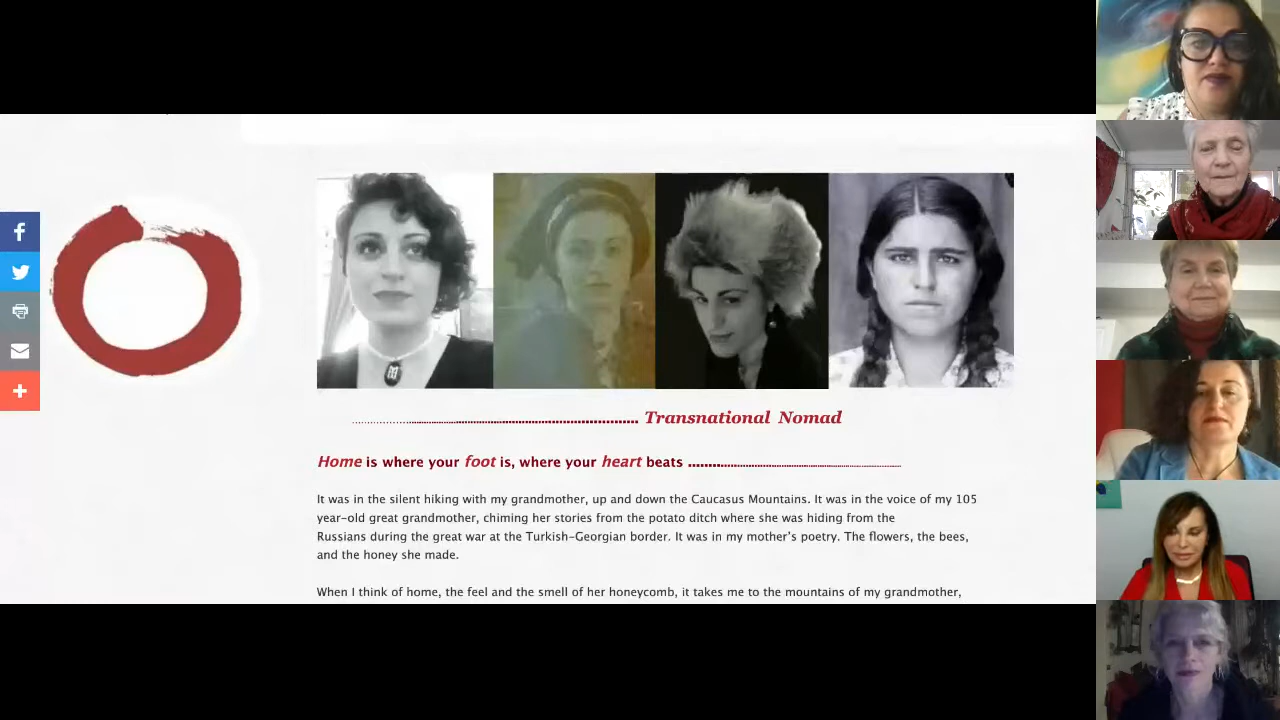 Transnational Nomad
Home is where your foot is, where your heart beats
It was in the silent hiking with my grandmother, up and down the Caucasus Mountains. It was in the voice of my 105
year-old great grandmother, chiming her stories from the potato ditch where she was hiding from the
Russians during the great war at the Turkish-Georgian border. It was in my mother's poetry. The flowers, the bees,
and the honey she made.
When I think of home, the feel and the smell of her honeycomb, it takes me to the mountains of my grandmother,